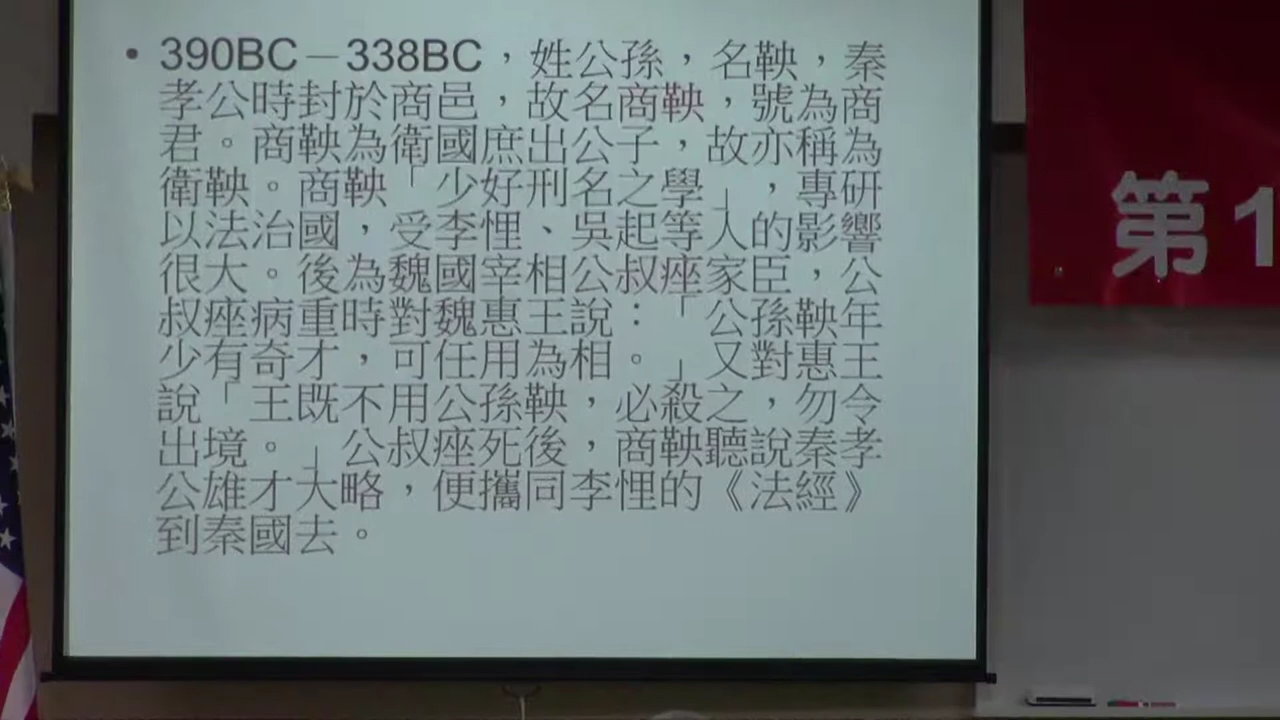 • 390BC－338BC，姓公孫，名鞅，秦
孝公時封於商邑，故名商鞅，號為商
君。商鞅為衛國庶出公子，故亦稱為
衛鞅。商鞅「少好刑名之學」，專研
以法治國，受李悝、吳起等人的影響
很大。後為魏國宰相公叔座家臣，公
叔座病重時對魏惠王說：「公孫鞅年
少有奇才，可任用為相。」又對惠王
說「王既不用公孫鞅，必殺之，勿令
出境。」公叔座死後，商鞅聽說秦孝
公雄才大略，便攜同李悝的《法經》
到秦國去。
第1